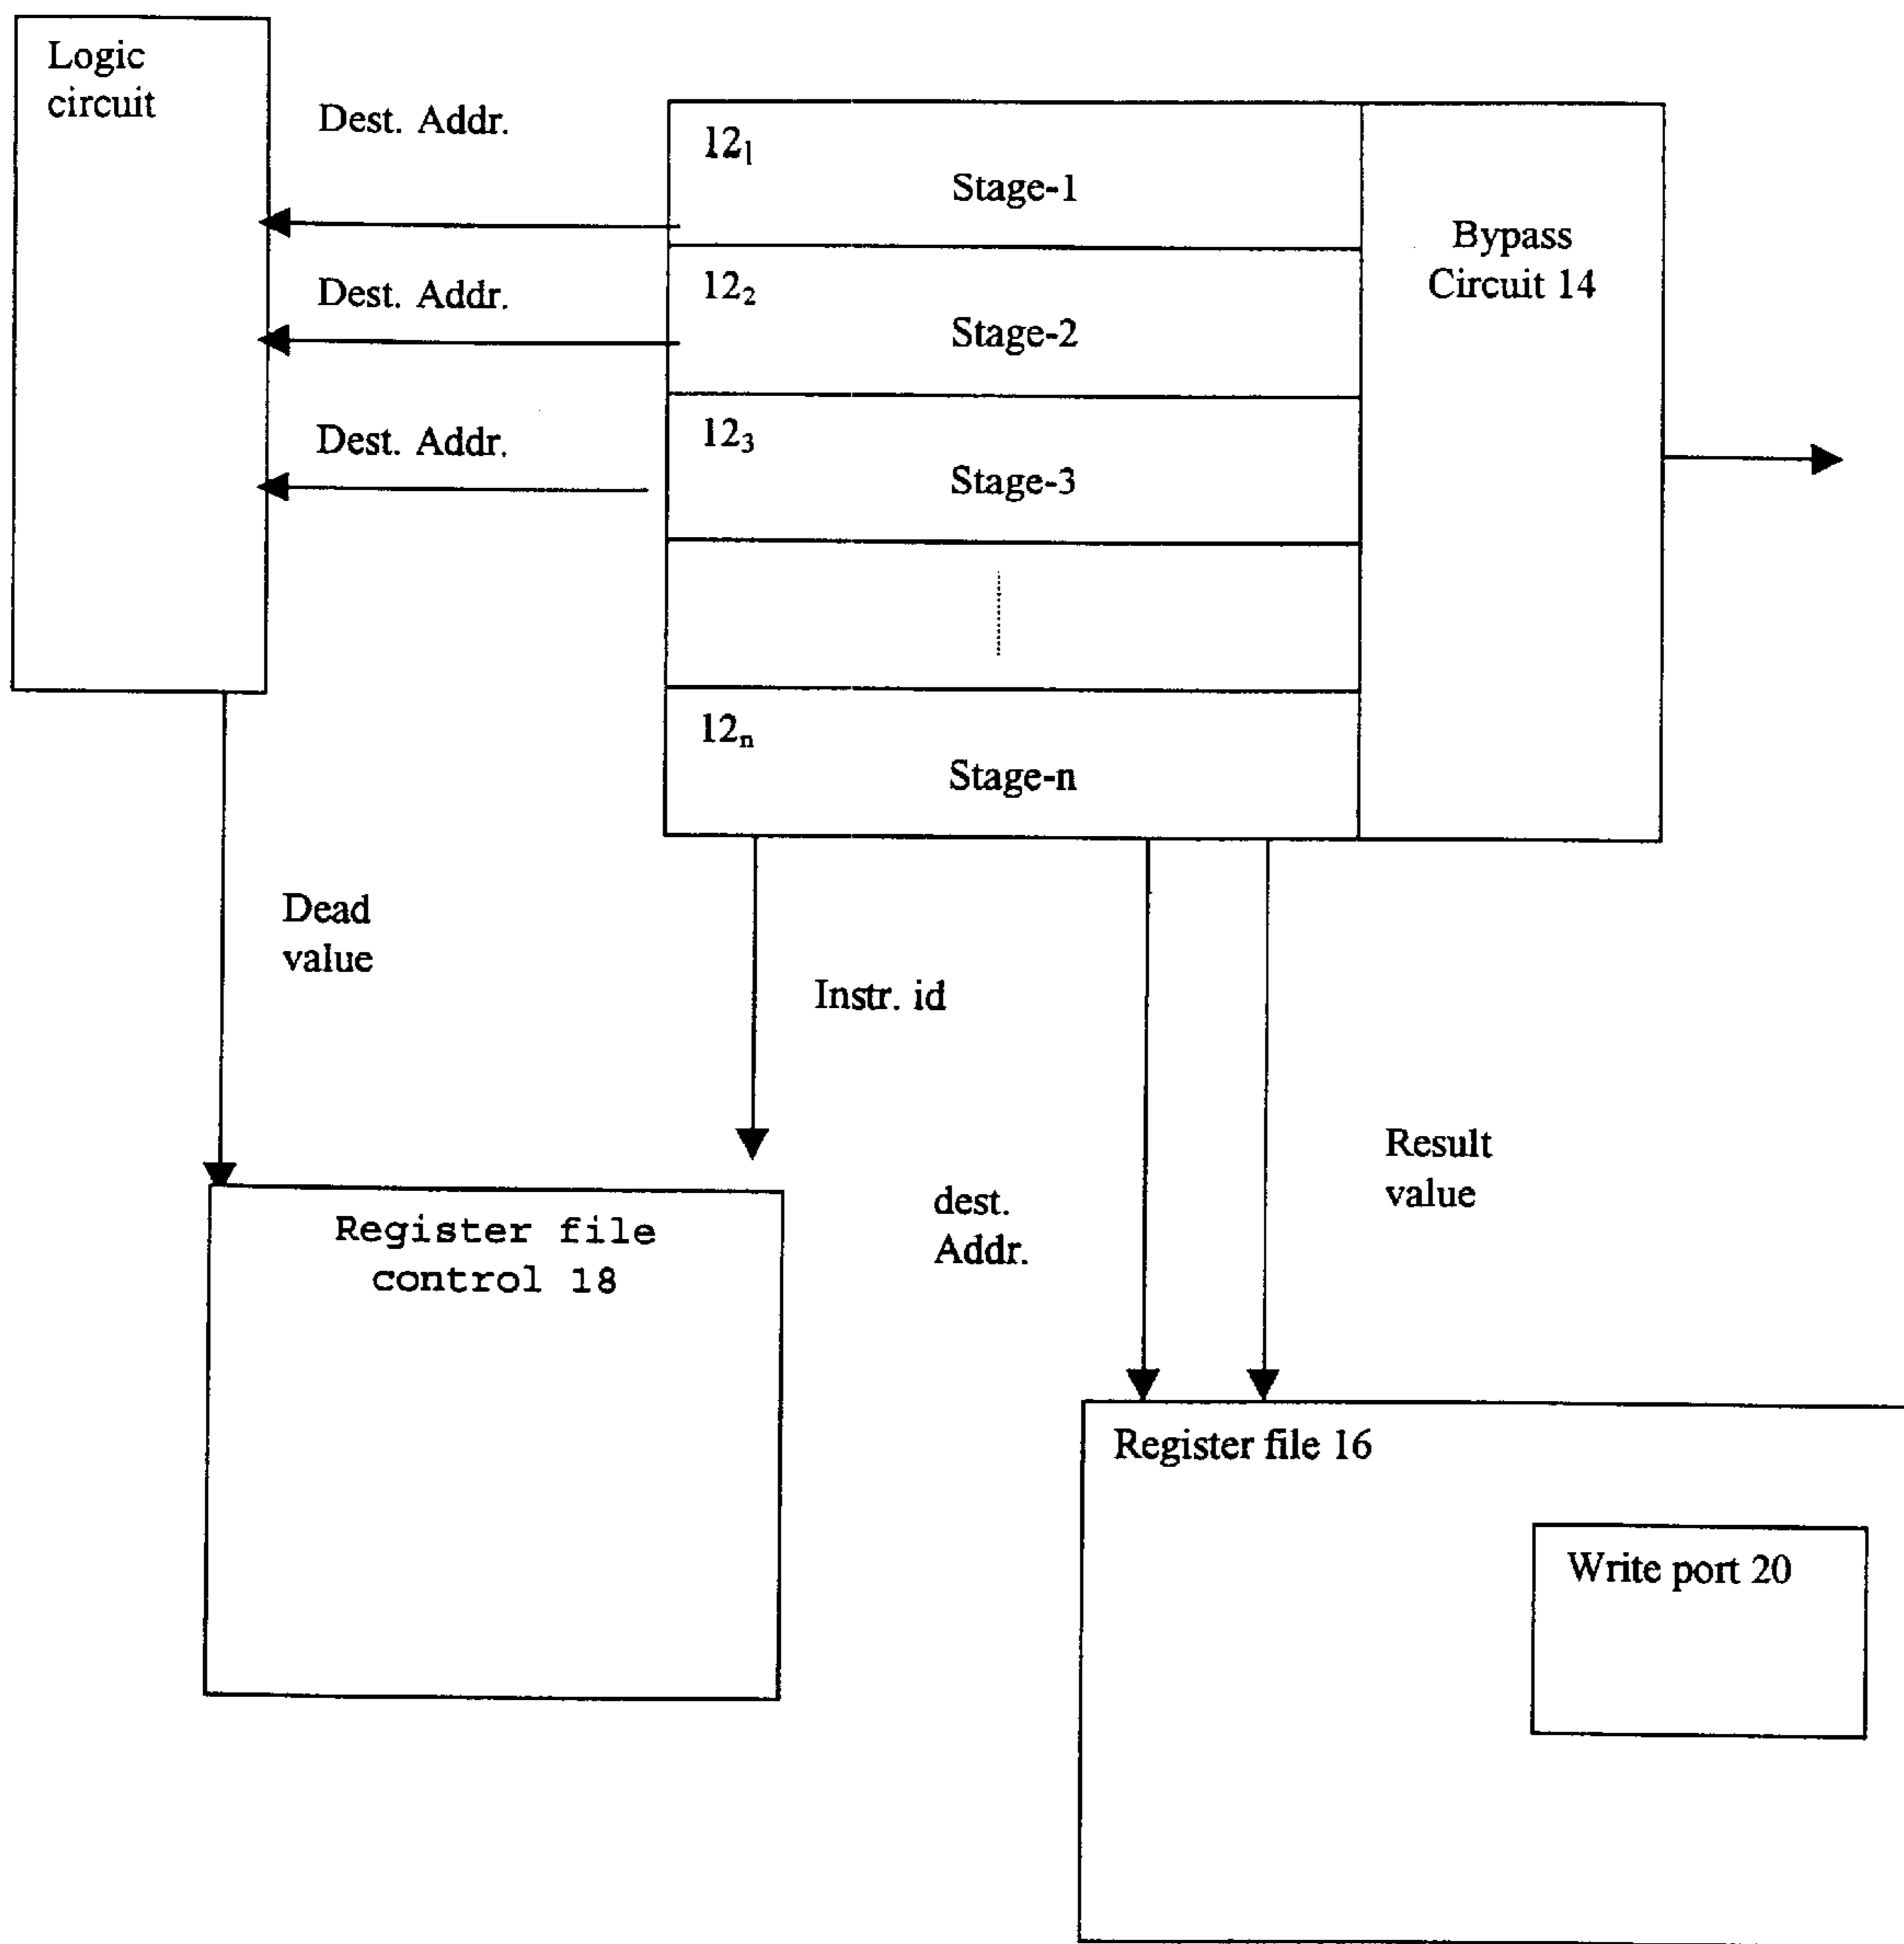 Logic
circuit
Dest. Addr.
12₁
Stage-1
Bypass
Circuit 14
Dest. Addr.
12₂
Stage-2
Dest. Addr.
12₃
Stage-3
12ₙ
Stage-n
Dead
value
Instr. id
Result
value
dest.
Addr.
Register file
control 18
Register file 16
Write port 20